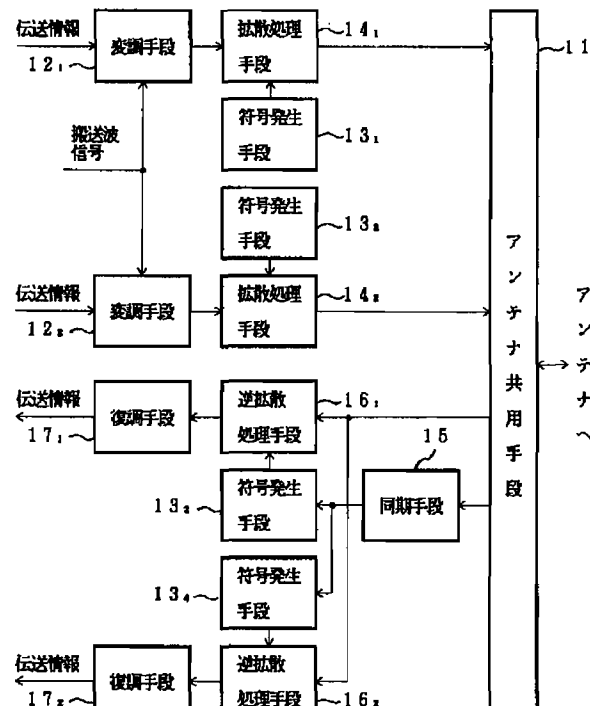 伝送情報
変調手段
12₁
拡散処理
手段
14₁
11
符号発生
手段
13₁
搬送波
信号
符号発生
手段
13₂
伝送情報
変調手段
12₂
拡散処理
手段
14₂
アンテナ共用手段
アンテナへ
伝送情報
復調手段
17₁
逆拡散
処理手段
16₁
15
同期手段
符号発生
手段
13₃
符号発生
手段
13₄
伝送情報
復調手段
17₂
逆拡散
処理手段
16₂